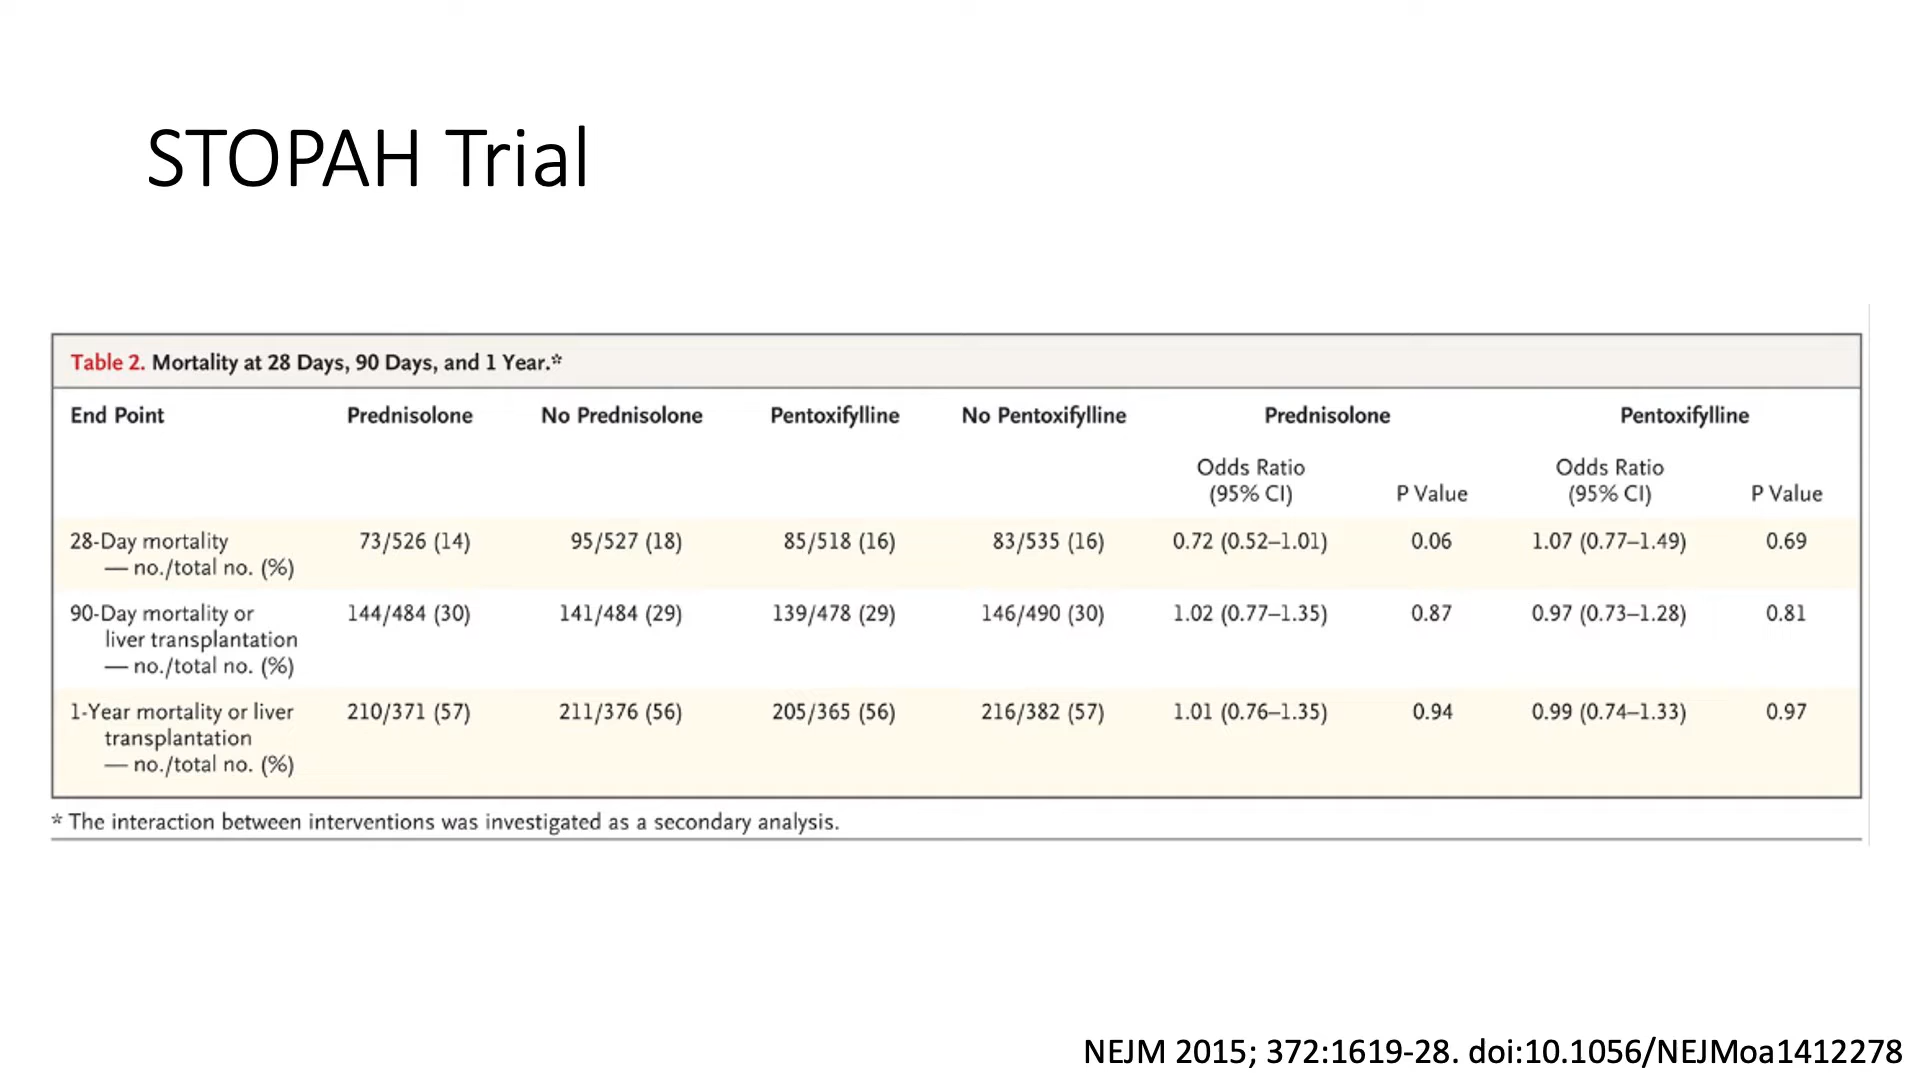 STOPAH Trial
Table 2. Mortality at 28 Days, 90 Days, and 1 Year.*
End Point Prednisolone No Prednisolone Pentoxifylline No Pentoxifylline Prednisolone Pentoxifylline
Odds Ratio Odds Ratio
(95% CI) P Value (95% CI) P Value
28-Day mortality 73/526 (14) 95/527 (18) 85/518 (16) 83/535 (16) 0.72 (0.52–1.01) 0.06 1.07 (0.77–1.49) 0.69
— no./total no. (%)
90-Day mortality or 144/484 (30) 141/484 (29) 139/478 (29) 146/490 (30) 1.02 (0.77–1.35) 0.87 0.97 (0.73–1.28) 0.81
liver transplantation
— no./total no. (%)
1-Year mortality or liver 210/371 (57) 211/376 (56) 205/365 (56) 216/382 (57) 1.01 (0.76–1.35) 0.94 0.99 (0.74–1.33) 0.97
transplantation
— no./total no. (%)
* The interaction between interventions was investigated as a secondary analysis.
NEJM 2015; 372:1619-28. doi:10.1056/NEJMoa1412278